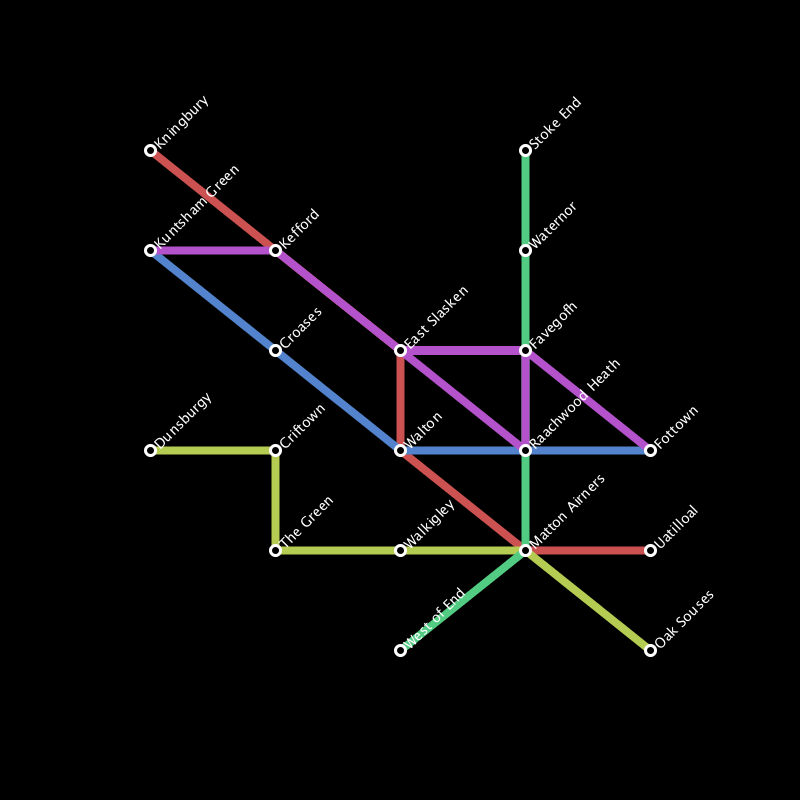 Kningbury
Stoke End
Kuntsham Green
Kefford
Waternor
Croases
East Slasken
Favegofh
Dunsburgy
Criftown
Walton
Raachwood Heath
Fottown
The Green
Walkigley
Matton Airners
Uatilloal
West of End
Oak Souses